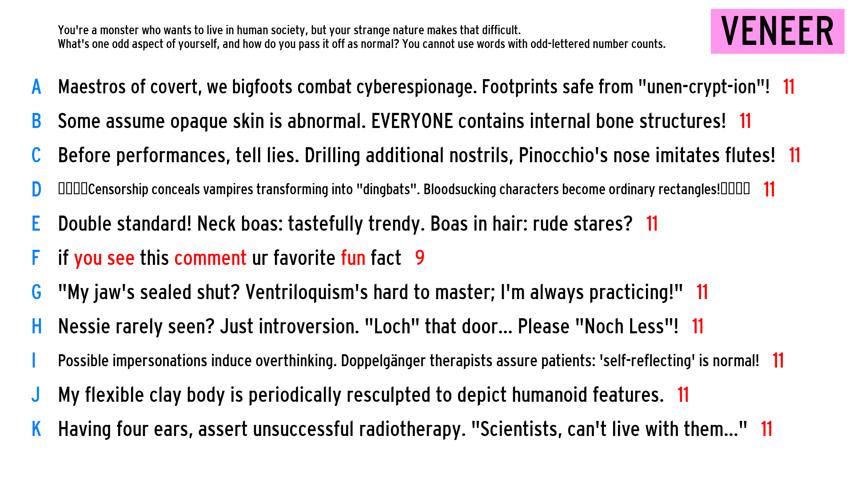 You're a monster who wants to live in human society, but your strange nature makes that difficult.
What's one odd aspect of yourself, and how do you pass it off as normal? You cannot use words with odd-lettered number counts.
VENEER
A Maestros of covert, we bigfoots combat cyberespionage. Footprints safe from "unen-crypt-ion"! 11
B Some assume opaque skin is abnormal. EVERYONE contains internal bone structures! 11
C Before performances, tell lies. Drilling additional nostrils, Pinocchio's nose imitates flutes! 11
D ▯▯▯▯Censorship conceals vampires transforming into "dingbats". Bloodsucking characters become ordinary rectangles!▯▯▯▯ 11
E Double standard! Neck boas: tastefully trendy. Boas in hair: rude stares? 11
F if you see this comment ur favorite fun fact 9
G "My jaw's sealed shut? Ventriloquism's hard to master; I'm always practicing!" 11
H Nessie rarely seen? Just introversion. "Loch" that door... Please "Noch Less"! 11
I Possible impersonations induce overthinking. Doppelgänger therapists assure patients: 'self-reflecting' is normal! 11
J My flexible clay body is periodically resculpted to depict humanoid features. 11
K Having four ears, assert unsuccessful radiotherapy. "Scientists, can't live with them..." 11